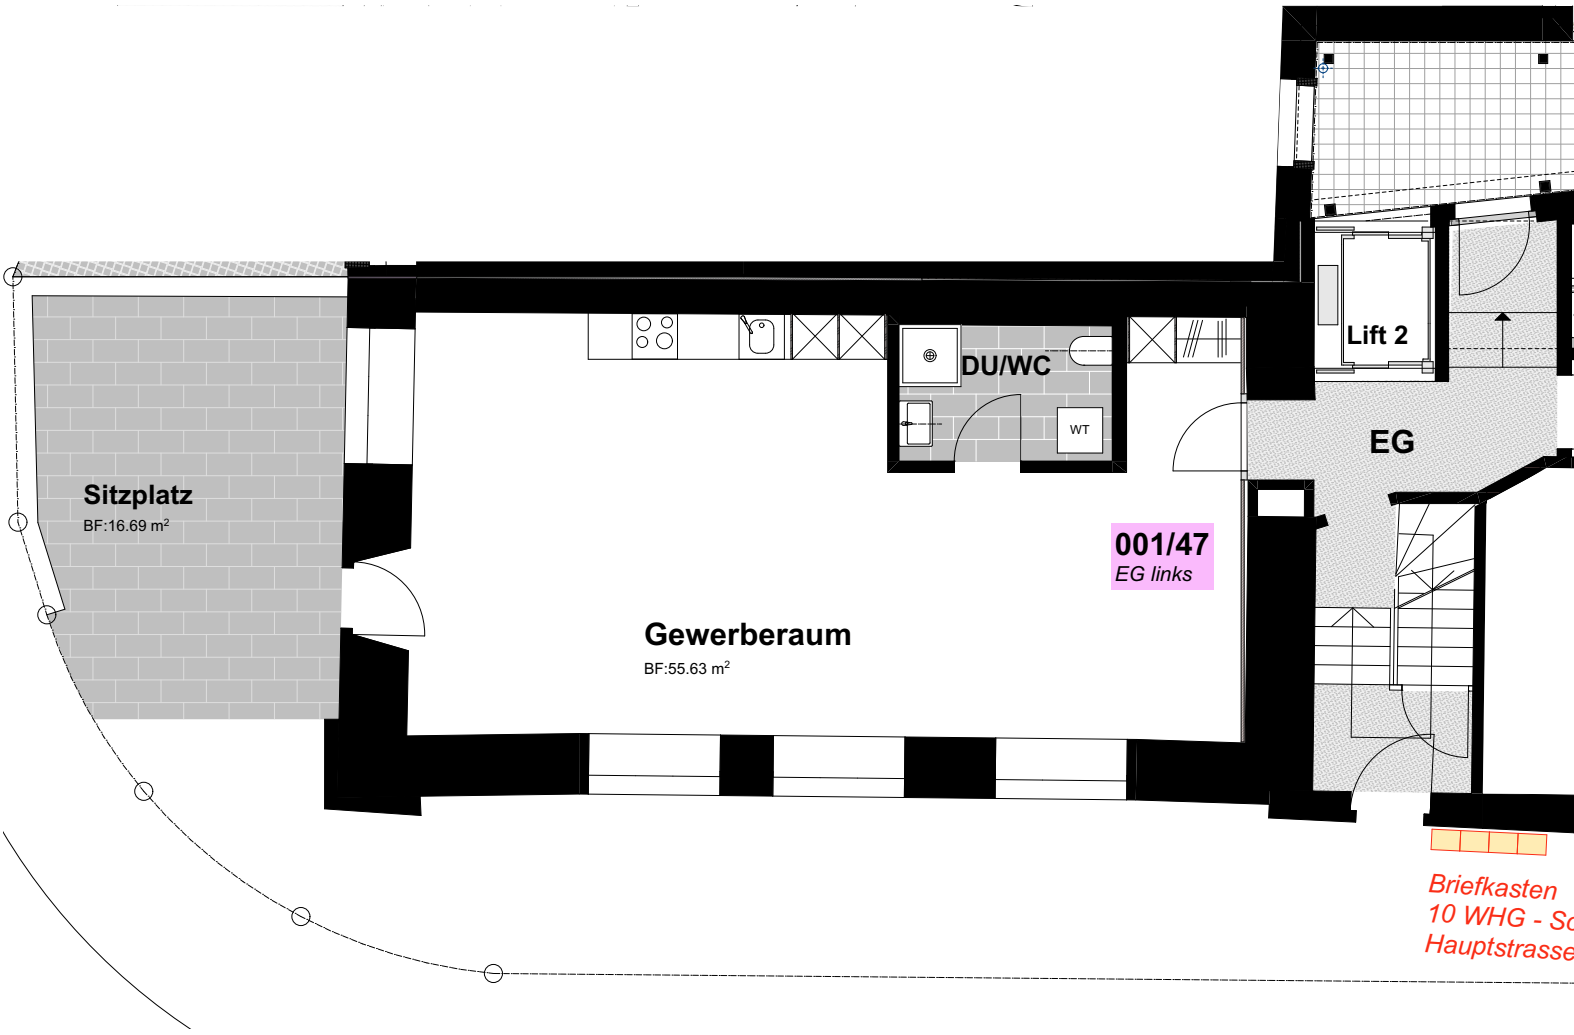 Lift 2
DU/WC
WT
EG
Sitzplatz
BF:16.69 m²
001/47
EG links
Gewerberaum
BF:55.63 m²
Briefkasten
10 WHG - Sc
Hauptstrasse